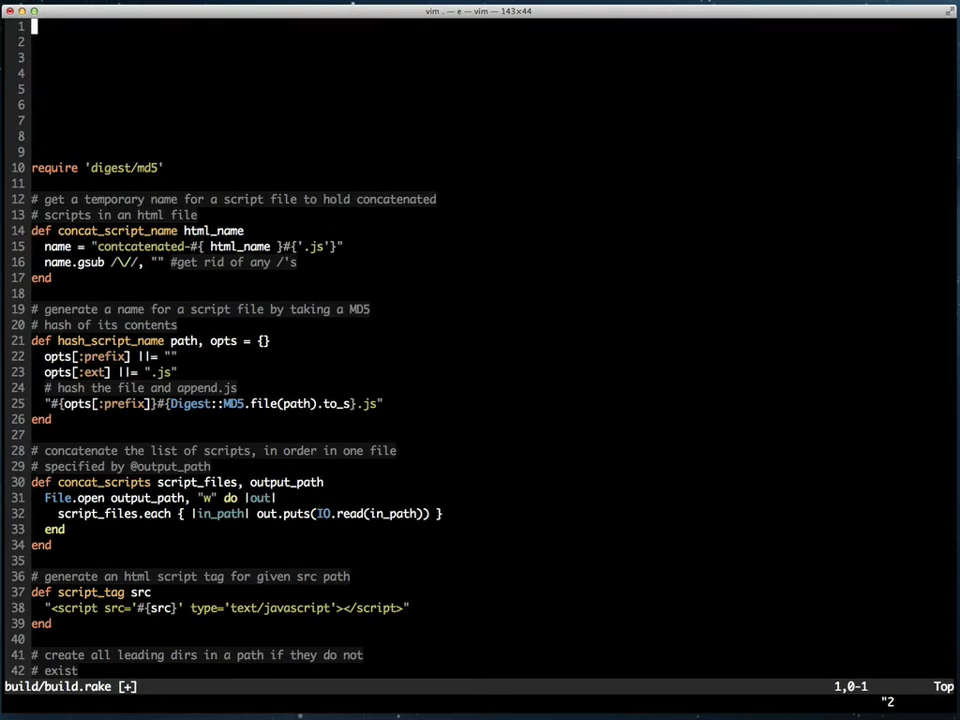 vim . — e — vim — 143×44
1
2
3
4
5
6
7
8
9
10 require 'digest/md5'
11
12 # get a temporary name for a script file to hold concatenated
13 # scripts in an html file
14 def concat_script_name html_name
15   name = "contcatenated-#{ html_name }#{'.js'}"
16   name.gsub /\//, "" #get rid of any /'s
17 end
18
19 # generate a name for a script file by taking a MD5
20 # hash of its contents
21 def hash_script_name path, opts = {}
22   opts[:prefix] ||= ""
23   opts[:ext] ||= ".js"
24   # hash the file and append.js
25   "#{opts[:prefix]}#{Digest::MD5.file(path).to_s}.js"
26 end
27
28 # concatenate the list of scripts, in order in one file
29 # specified by @output_path
30 def concat_scripts script_files, output_path
31   File.open output_path, "w" do |out|
32     script_files.each { |in_path| out.puts(IO.read(in_path)) }
33   end
34 end
35
36 # generate an html script tag for given src path
37 def script_tag src
38   "<script src='#{src}' type='text/javascript'></script>"
39 end
40
41 # create all leading dirs in a path if they do not
42 # exist
build/build.rake [+] 1,0-1 Top
"2